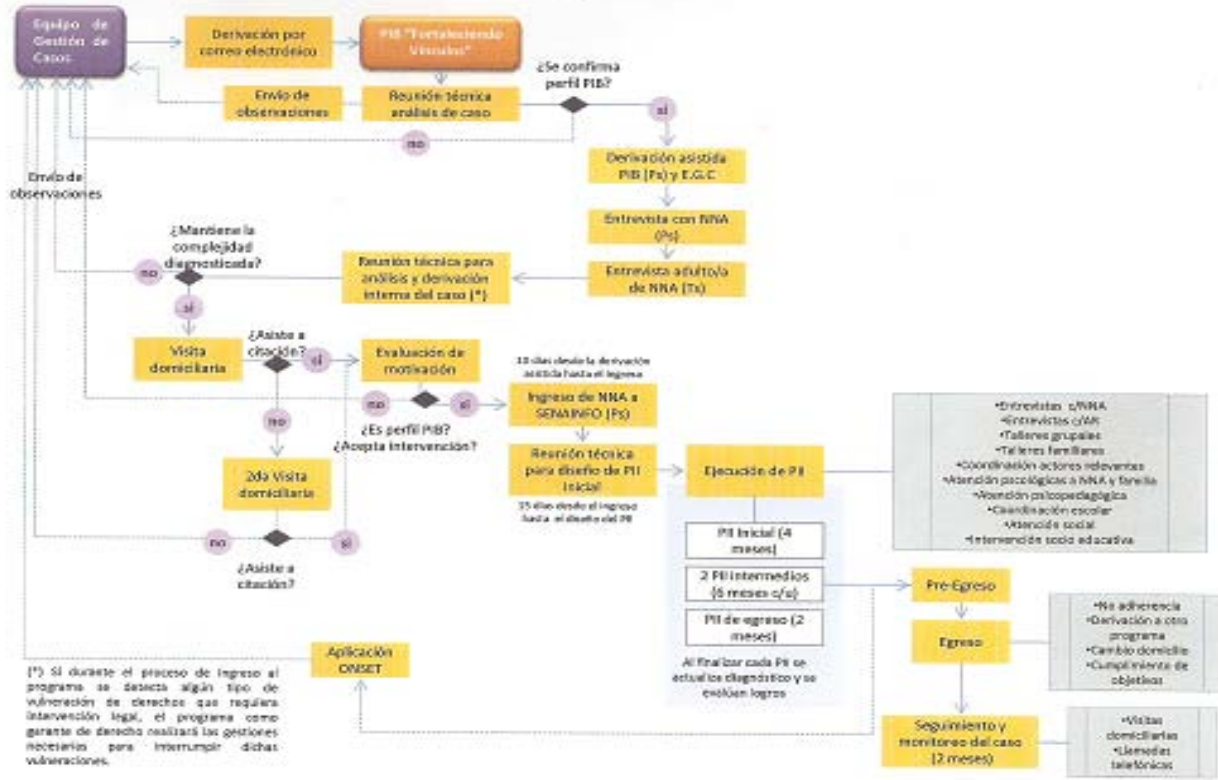 Equipo de
Gestión de
Casos
Derivación por
correo electrónico
PIB "Fortaleciendo
Vínculos"
¿Se confirma
perfil PIB?
Envío de
observaciones
Reunión técnica
análisis de caso
sí
no
Derivación asistida
PIB (Ps) y E.G.C
Envío de
observaciones
Entrevista con NNA
(Ps)
¿Mantiene la
complejidad
diagnosticada?
Reunión técnica para
análisis y derivación
interna del caso (*)
Entrevista adulto/a
de NNA (Ts)
no
sí
Visita
domiciliaria
¿Asiste a
citación?
sí
Evaluación de
motivación
días desde la derivación
asistida hasta el ingreso
no
no
sí
Ingreso de NNA a
SENAINFO (Ps)
¿Es perfil PIB?
¿Acepta intervención?
2da Visita
domiciliaria
Reunión técnica
para diseño de PII
Inicial
15 días desde el ingreso
hasta el diseño del PII
Ejecución de PII
•Entrevistas c/NNA
•Entrevistas c/AR
•Talleres grupales
•Talleres familiares
•Coordinación actores relevantes
•Atención psicológicas a NNA y familia
•Atención psicopedagógica
•Coordinación escolar
•Atención social
•Intervención socio educativa
no
sí
¿Asiste a
citación?
PII Inicial (4
meses)
2 PII intermedios
(6 meses c/u)
PII de egreso (2
meses)
Al finalizar cada PII se
actualiza diagnóstico y se
evalúan logros
Pre-Egreso
Egreso
•No adherencia
•Derivación a otro
programa
•Cambio domicilio
•Cumplimiento de
objetivos
Aplicación
ONSET
Seguimiento y
monitoreo del caso
(2 meses)
•Visitas
domiciliarias
•Llamadas
telefónicas
(*) Si durante el proceso de ingreso al
programa se detecta algún tipo de
vulneración de derechos que requiera
intervención legal, el programa como
garante de derecho realizará las gestiones
necesarias para interrumpir dichas
vulneraciones.